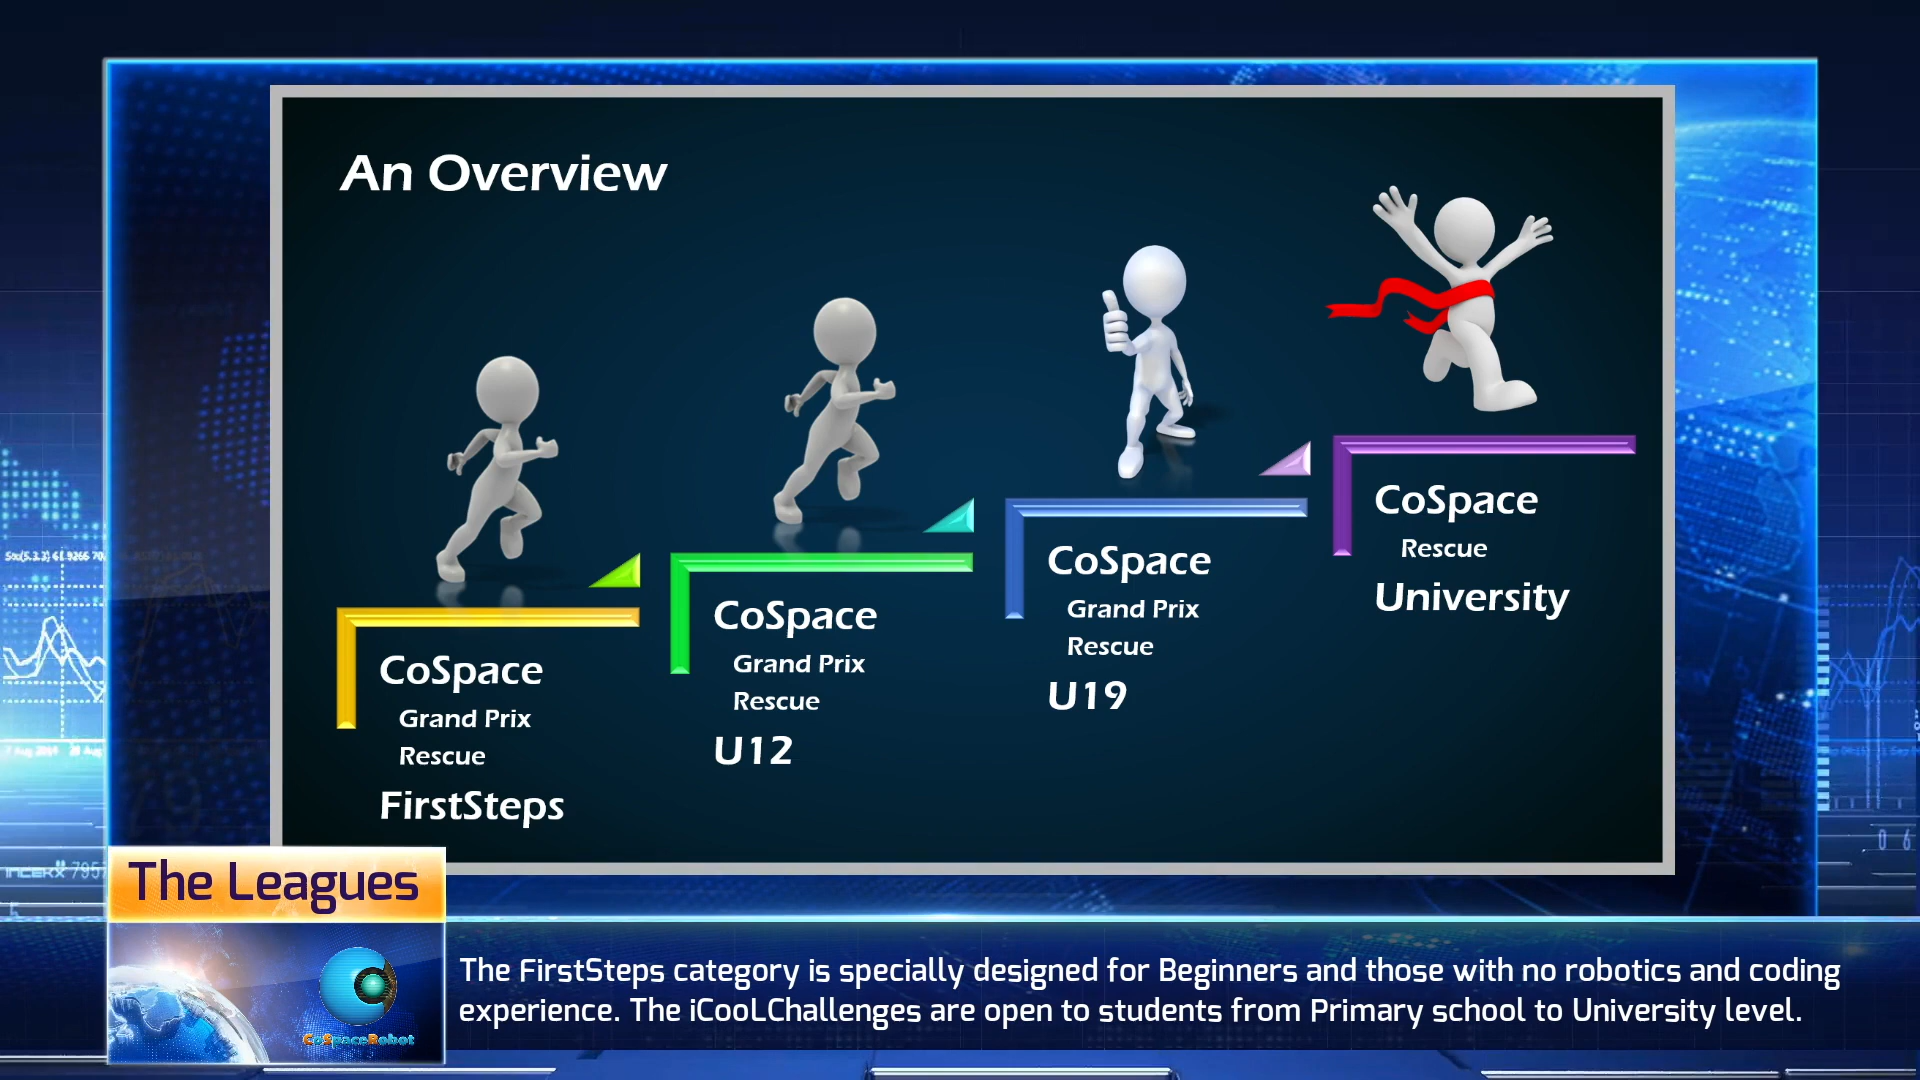 An Overview
CoSpace
Grand Prix
Rescue
FirstSteps
CoSpace
Grand Prix
Rescue
U12
CoSpace
Grand Prix
Rescue
U19
CoSpace
Rescue
University
The Leagues
CoSpaceRobot
The FirstSteps category is specially designed for Beginners and those with no robotics and coding
experience. The iCooLChallenges are open to students from Primary school to University level.